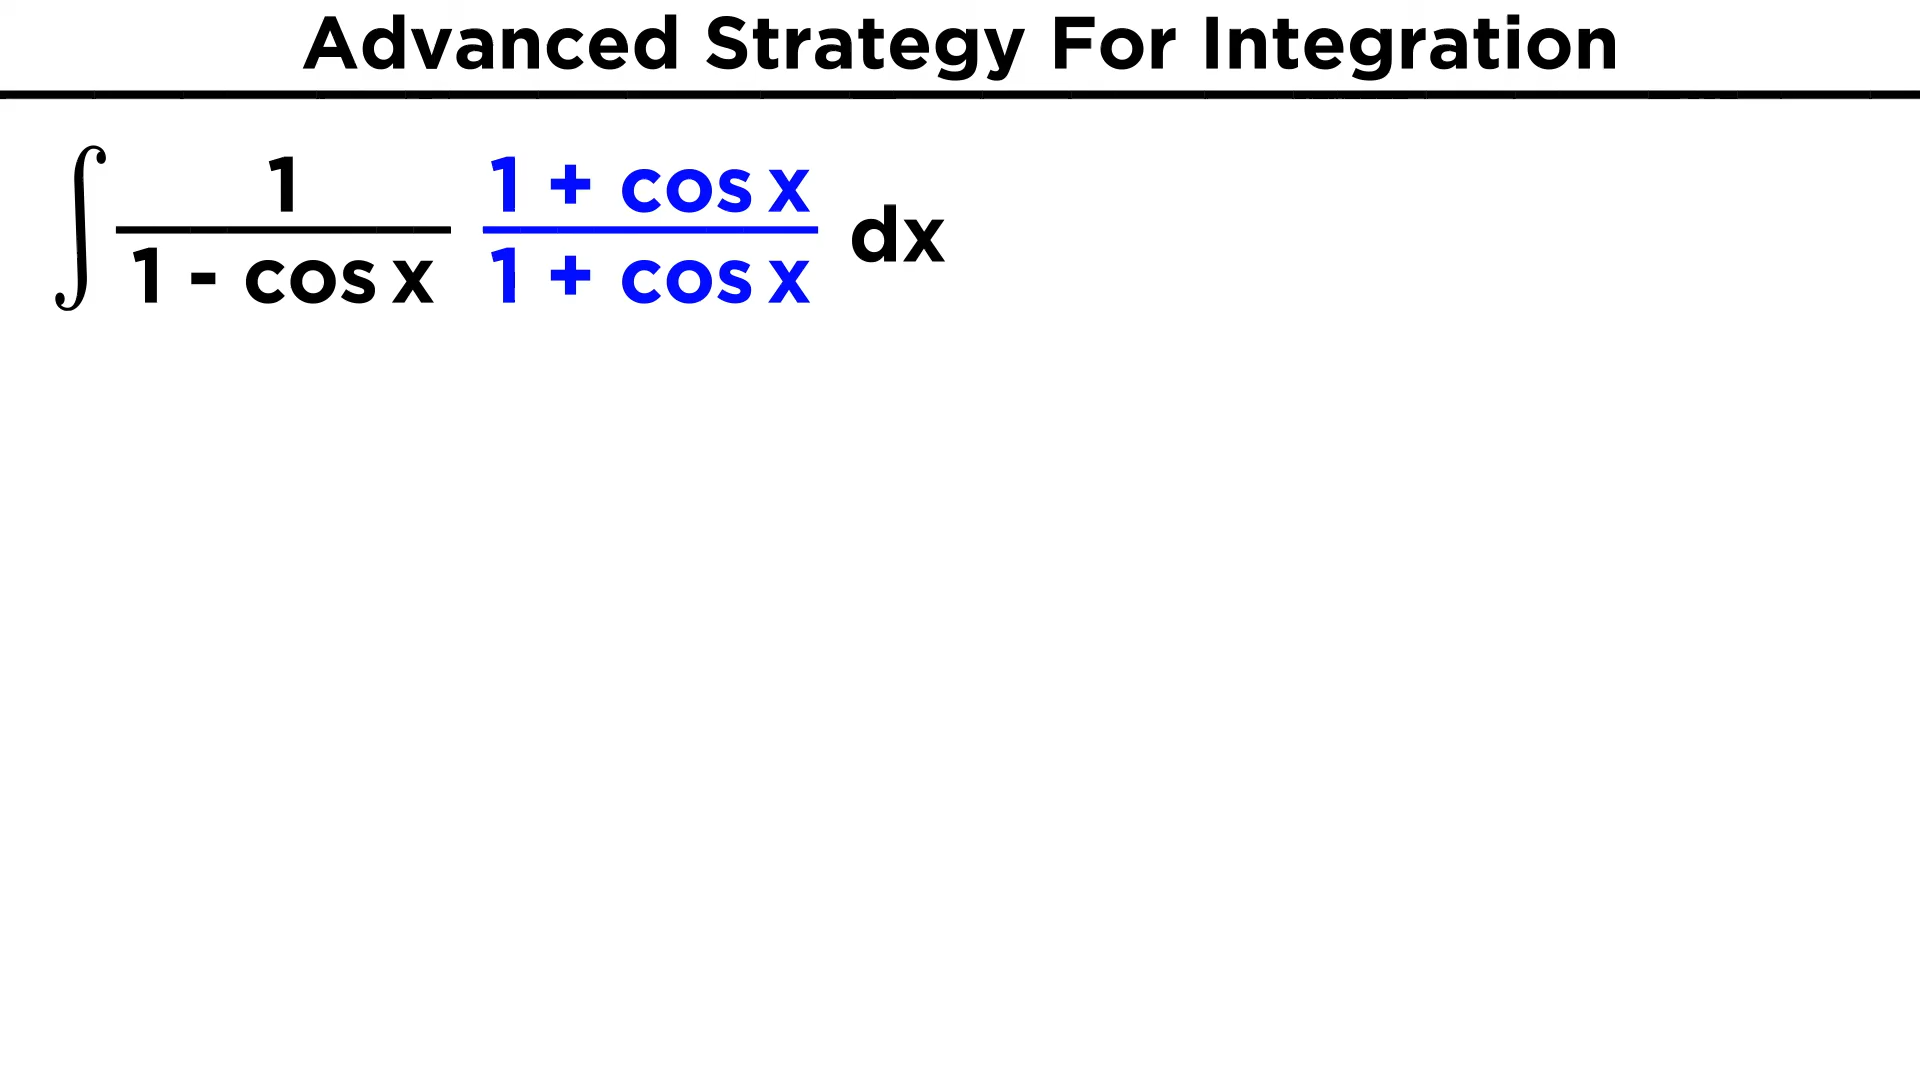 Advanced Strategy For Integration
∫ 1 / 1 - cos x 1 + cos x / 1 + cos x dx